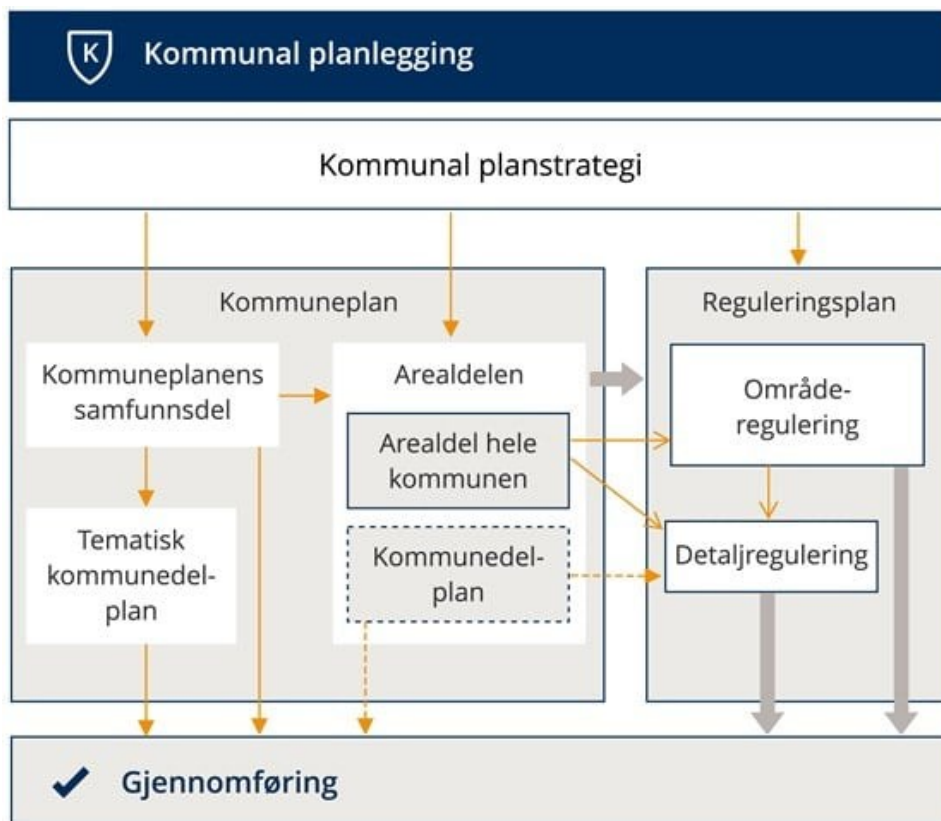 K
Kommunal planlegging
Kommunal planstrategi
Kommuneplan
Kommuneplanens
samfunnsdel
Tematisk
kommunedel-
plan
Arealdelen
Arealdel hele
kommunen
Kommunedel-
plan
Reguleringsplan
Område-
regulering
Detaljregulering
Gjennomføring